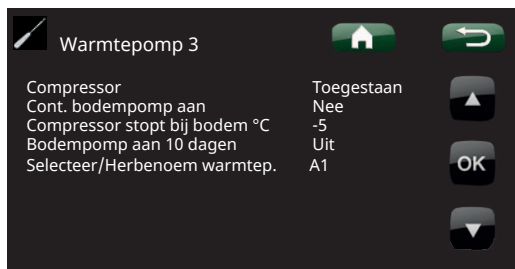 Warmtepomp 3
Compressor Toegestaan
Cont. bodempomp aan Nee
Compressor stopt bij bodem °C -5
Bodempomp aan 10 dagen Uit
Selecteer/Herbenoem warmtep. A1
OK